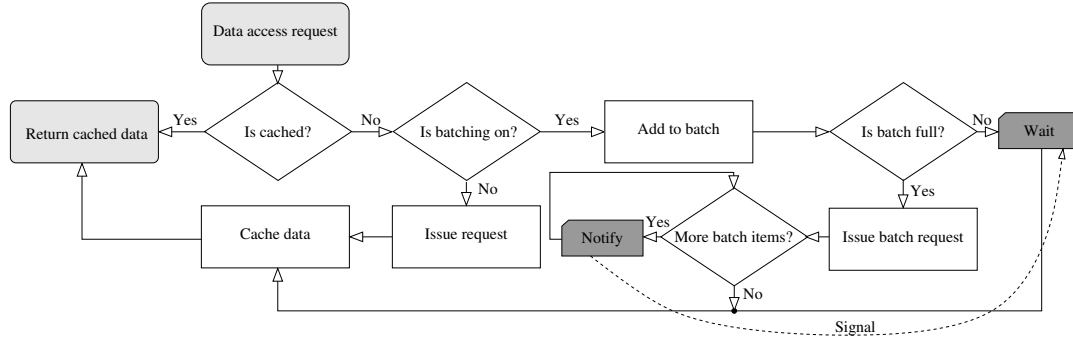 Data access request
Yes
No
Yes
No
Return cached data
Is cached?
Is batching on?
Add to batch
Is batch full?
Wait
No
Yes
Yes
Cache data
Issue request
Notify
More batch items?
Issue batch request
No
Signal